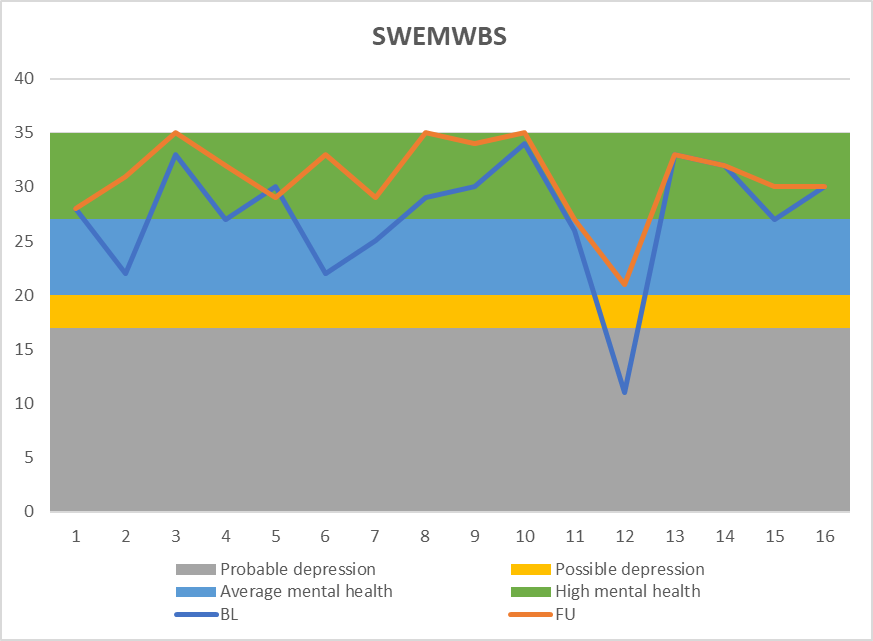 SWEMWBS
40
35
30
25
20
15
10
5
0
1 2 3 4 5 6 7 8 9 10 11 12 13 14 15 16
Probable depression Possible depression
Average mental health High mental health
BL FU